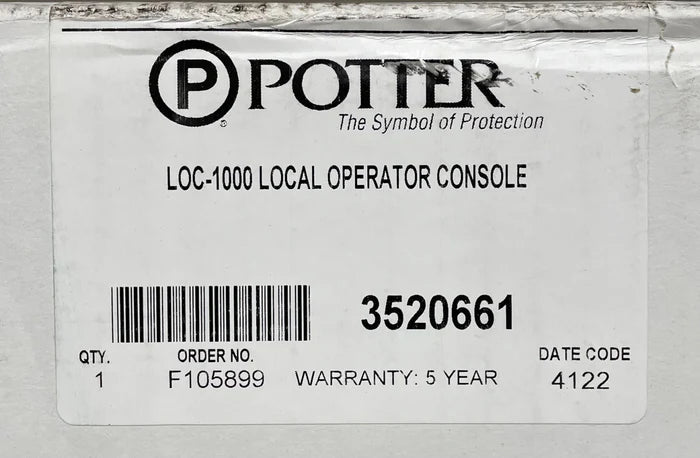 P POTTER
®
The Symbol of Protection
LOC-1000 LOCAL OPERATOR CONSOLE
3520661
QTY. ORDER NO. DATE CODE
1 F105899 WARRANTY: 5 YEAR 4122